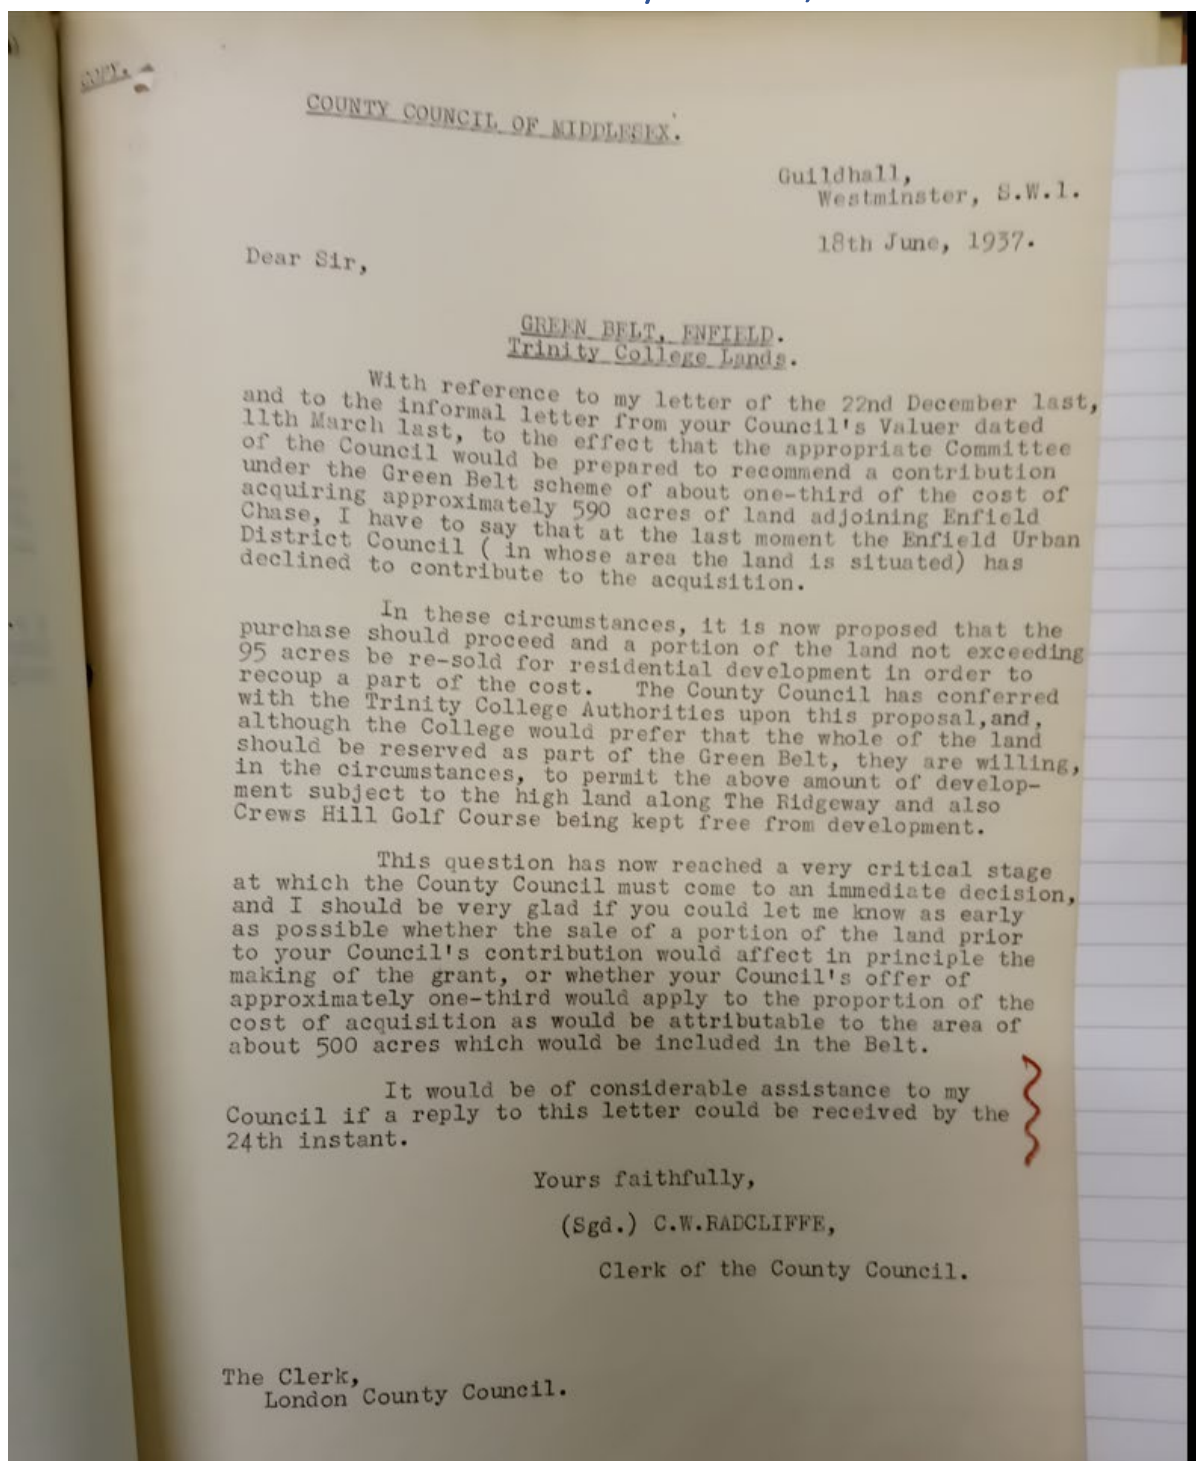 COPY.
COUNTY COUNCIL OF MIDDLESEX.
Guildhall,
Westminster, S.W.1.
18th June, 1937.
Dear Sir,
GREEN BELT, ENFIELD.
Trinity College Lands.
With reference to my letter of the 22nd December last,
and to the informal letter from your Council's Valuer dated
11th March last, to the effect that the appropriate Committee
of the Council would be prepared to recommend a contribution
under the Green Belt scheme of about one-third of the cost of
acquiring approximately 590 acres of land adjoining Enfield
Chase, I have to say that at the last moment the Enfield Urban
District Council ( in whose area the land is situated) has
declined to contribute to the acquisition.
In these circumstances, it is now proposed that the
purchase should proceed and a portion of the land not exceeding
95 acres be re-sold for residential development in order to
recoup a part of the cost. The County Council has conferred
with the Trinity College Authorities upon this proposal,and,
although the College would prefer that the whole of the land
should be reserved as part of the Green Belt, they are willing,
in the circumstances, to permit the above amount of develop-
ment subject to the high land along The Ridgeway and also
Crews Hill Golf Course being kept free from development.
This question has now reached a very critical stage
at which the County Council must come to an immediate decision,
and I should be very glad if you could let me know as early
as possible whether the sale of a portion of the land prior
to your Council's contribution would affect in principle the
making of the grant, or whether your Council's offer of
approximately one-third would apply to the proportion of the
cost of acquisition as would be attributable to the area of
about 500 acres which would be included in the Belt.
It would be of considerable assistance to my
Council if a reply to this letter could be received by the
24th instant.
Yours faithfully,
(Sgd.) C.W.RADCLIFFE,
Clerk of the County Council.
The Clerk,
London County Council.